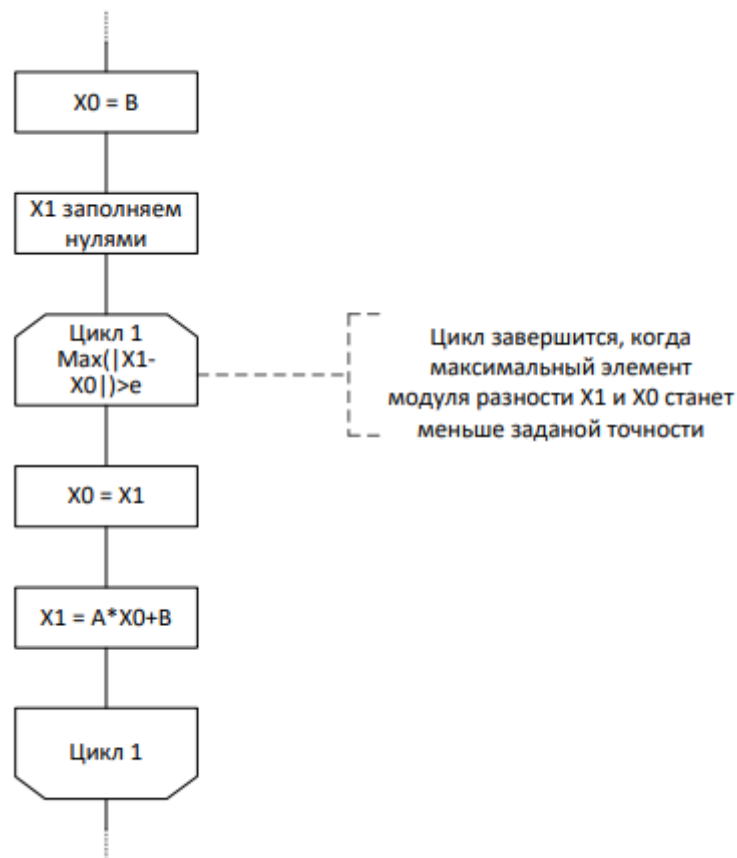 X0 = B
X1 заполняем
нулями
Цикл 1
Max(|X1-
X0|)>e
Цикл завершится, когда
максимальный элемент
модуля разности X1 и X0 станет
меньше заданой точности
X0 = X1
X1 = A*X0+B
Цикл 1